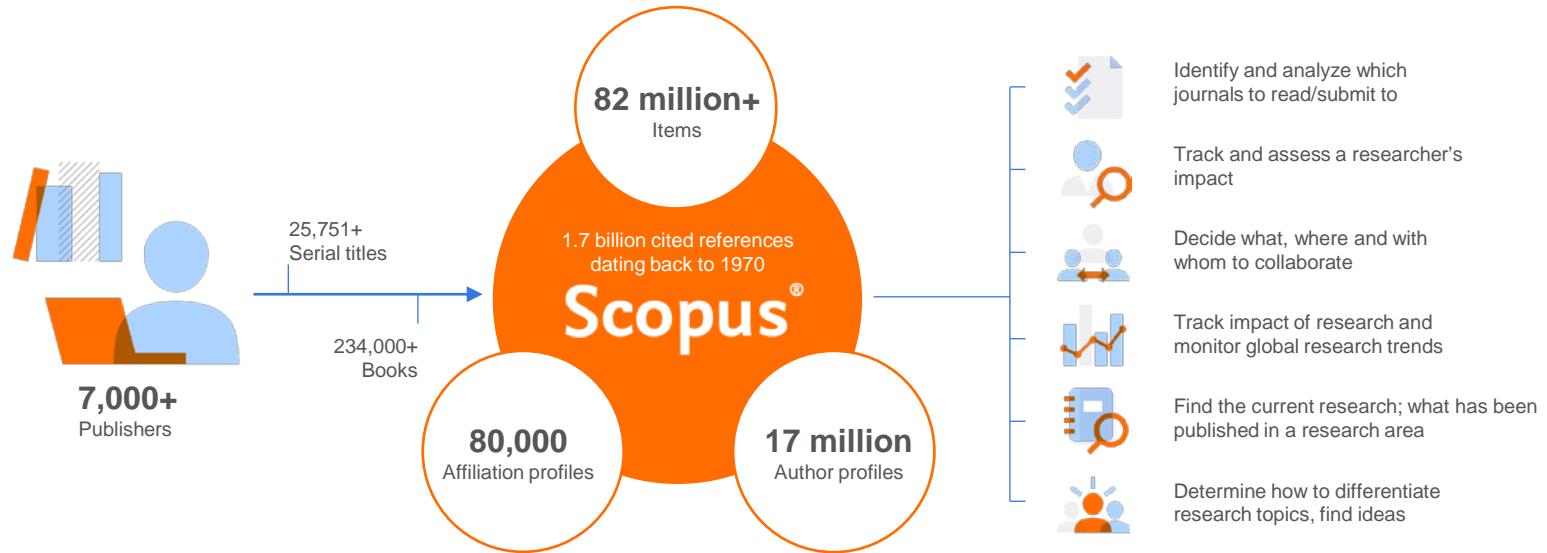 7,000+
Publishers
25,751+
Serial titles
234,000+
Books
82 million+
Items
1.7 billion cited references
dating back to 1970
Scopus®
80,000
Affiliation profiles
17 million
Author profiles
Identify and analyze which
journals to read/submit to
Track and assess a researcher’s
impact
Decide what, where and with
whom to collaborate
Track impact of research and
monitor global research trends
Find the current research; what has been
published in a research area
Determine how to differentiate
research topics, find ideas